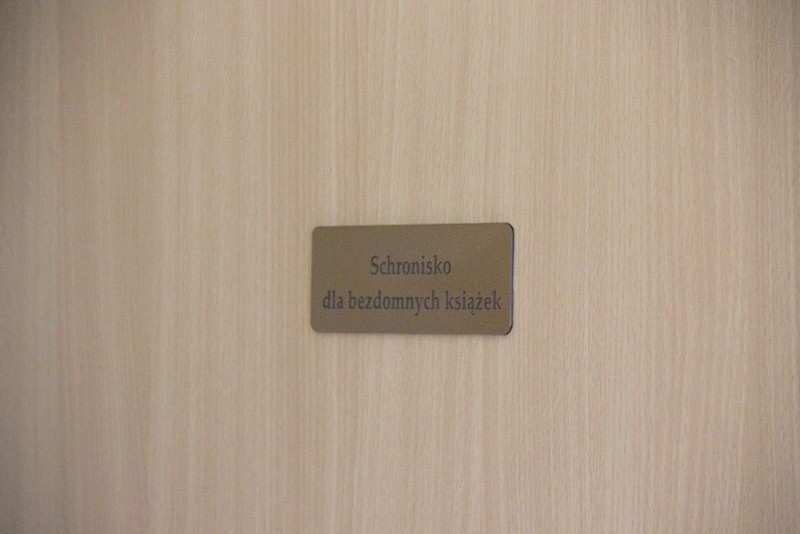 Schronisko
dla bezdomnych książek